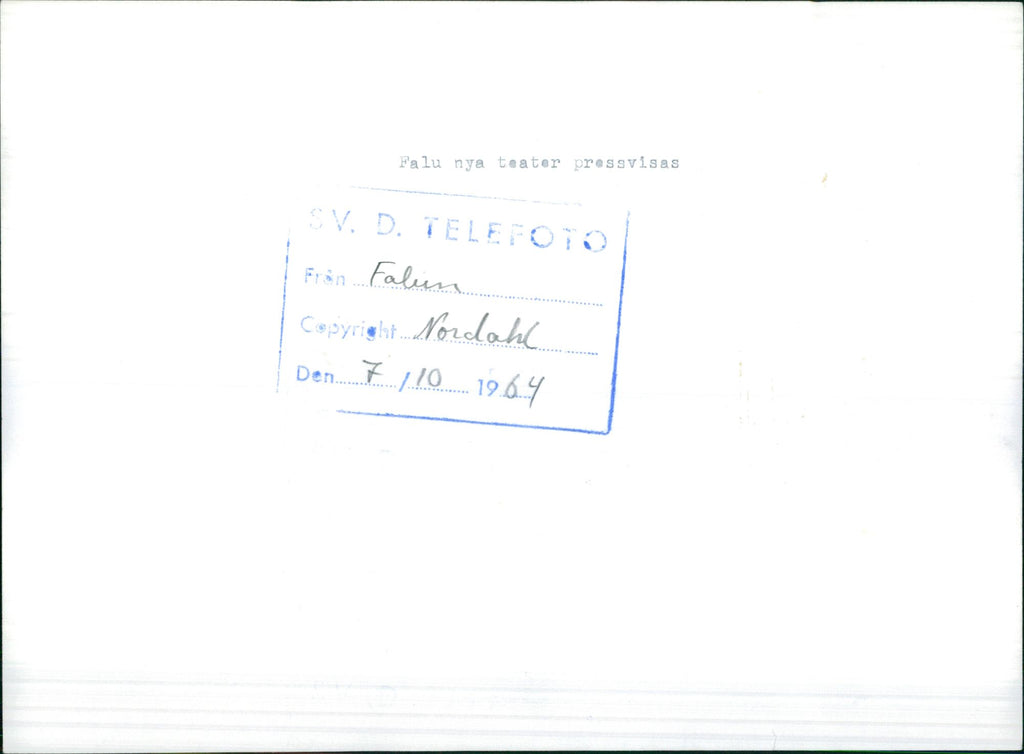 Falu nya teater pressvisas
SV. D. TELEFOTO
Från Falun
Copyright Nordahl
Den 7 / 10 1964